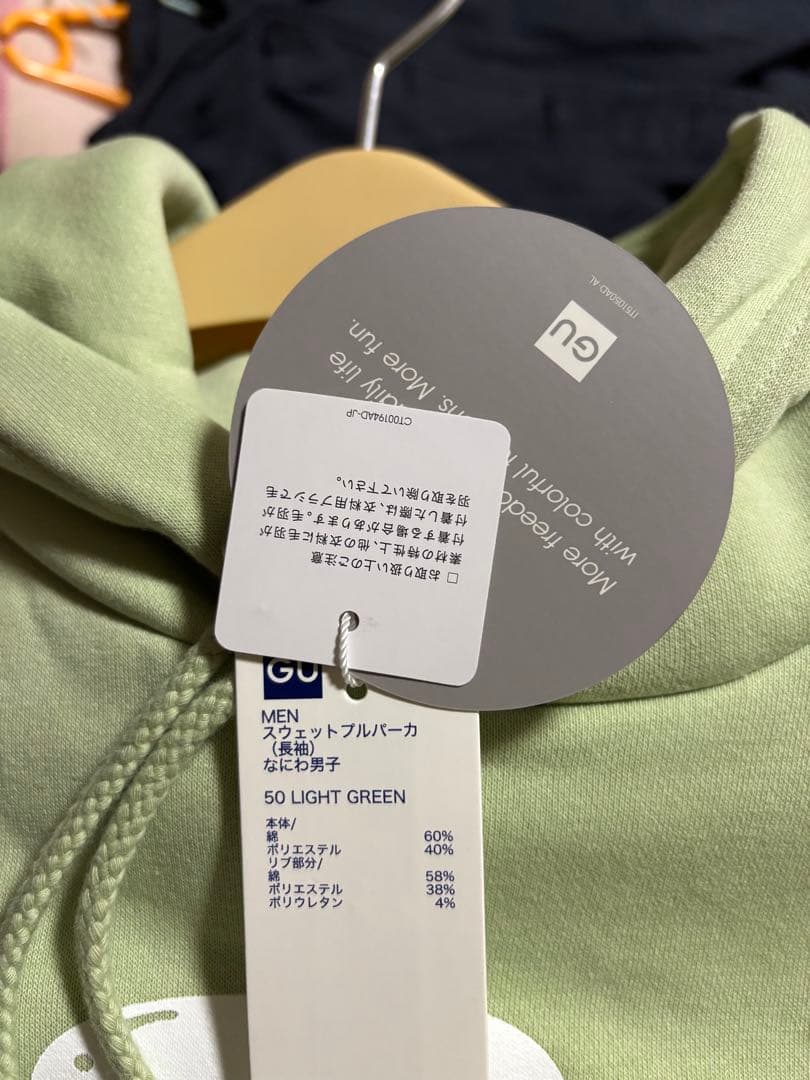 IT51050AD AL
GU
More freedo
with colorful f
daily life
ns. More fun.
CT00194AD-JP
□ お取り扱い上のご注意
素材の特性上、他の衣料に毛羽が
付着する場合があります。毛羽が
付着した際は、衣料用ブラシで毛
羽を取り除いて下さい。
GU
MEN
スウェットプルパーカ
（長袖）
なにわ男子
50 LIGHT GREEN
本体/
綿 60%
ポリエステル 40%
リブ部分/
綿 58%
ポリエステル 38%
ポリウレタン 4%